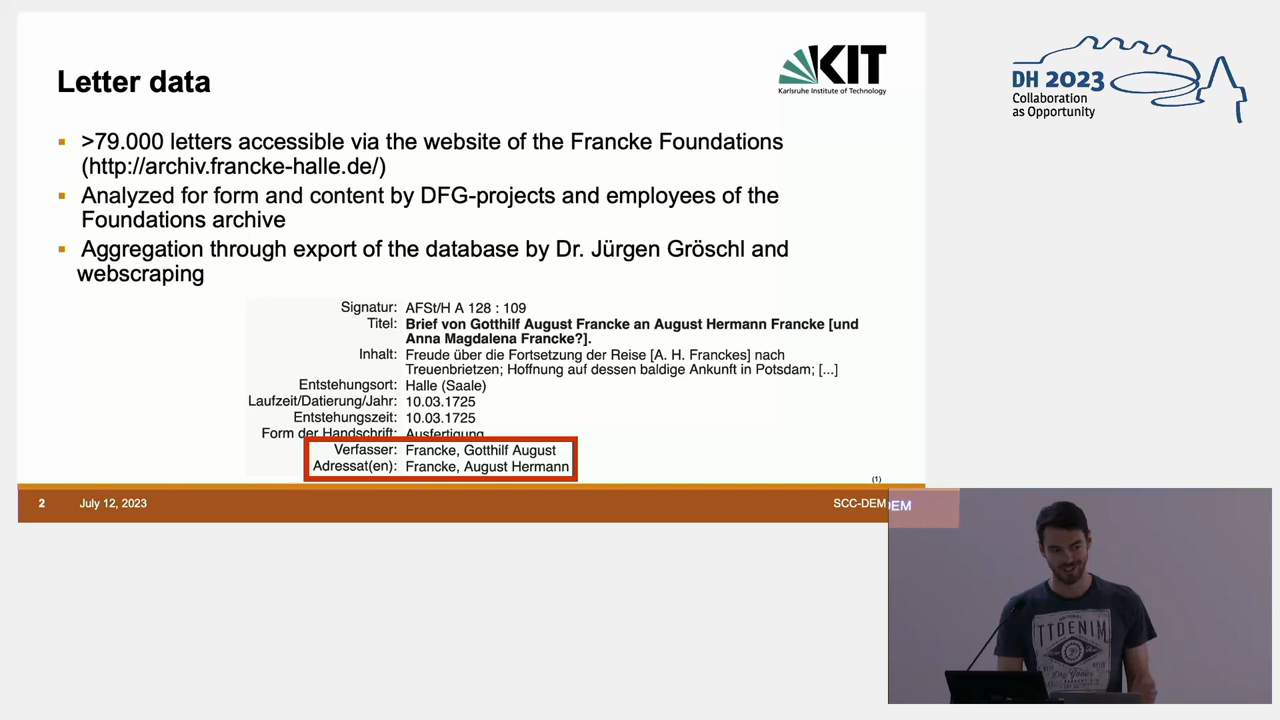 Letter data
KIT
Karlsruhe Institute of Technology
DH 2023
Collaboration
as Opportunity
▪ >79.000 letters accessible via the website of the Francke Foundations
(http://archiv.francke-halle.de/)
▪ Analyzed for form and content by DFG-projects and employees of the
Foundations archive
▪ Aggregation through export of the database by Dr. Jürgen Gröschl and
webscraping
Signatur: AFSt/H A 128 : 109
Titel: Brief von Gotthilf August Francke an August Hermann Francke [und
Anna Magdalena Francke?].
Inhalt: Freude über die Fortsetzung der Reise [A. H. Franckes] nach
Treuenbrietzen; Hoffnung auf dessen baldige Ankunft in Potsdam; [...]
Entstehungsort: Halle (Saale)
Laufzeit/Datierung/Jahr: 10.03.1725
Entstehungszeit: 10.03.1725
Form der Handschrift: Ausfertigung
Verfasser: Francke, Gotthilf August
Adressat(en): Francke, August Hermann
(1)
2 July 12, 2023 SCC-DEM
DEM
TTDENIM
Dry Goods